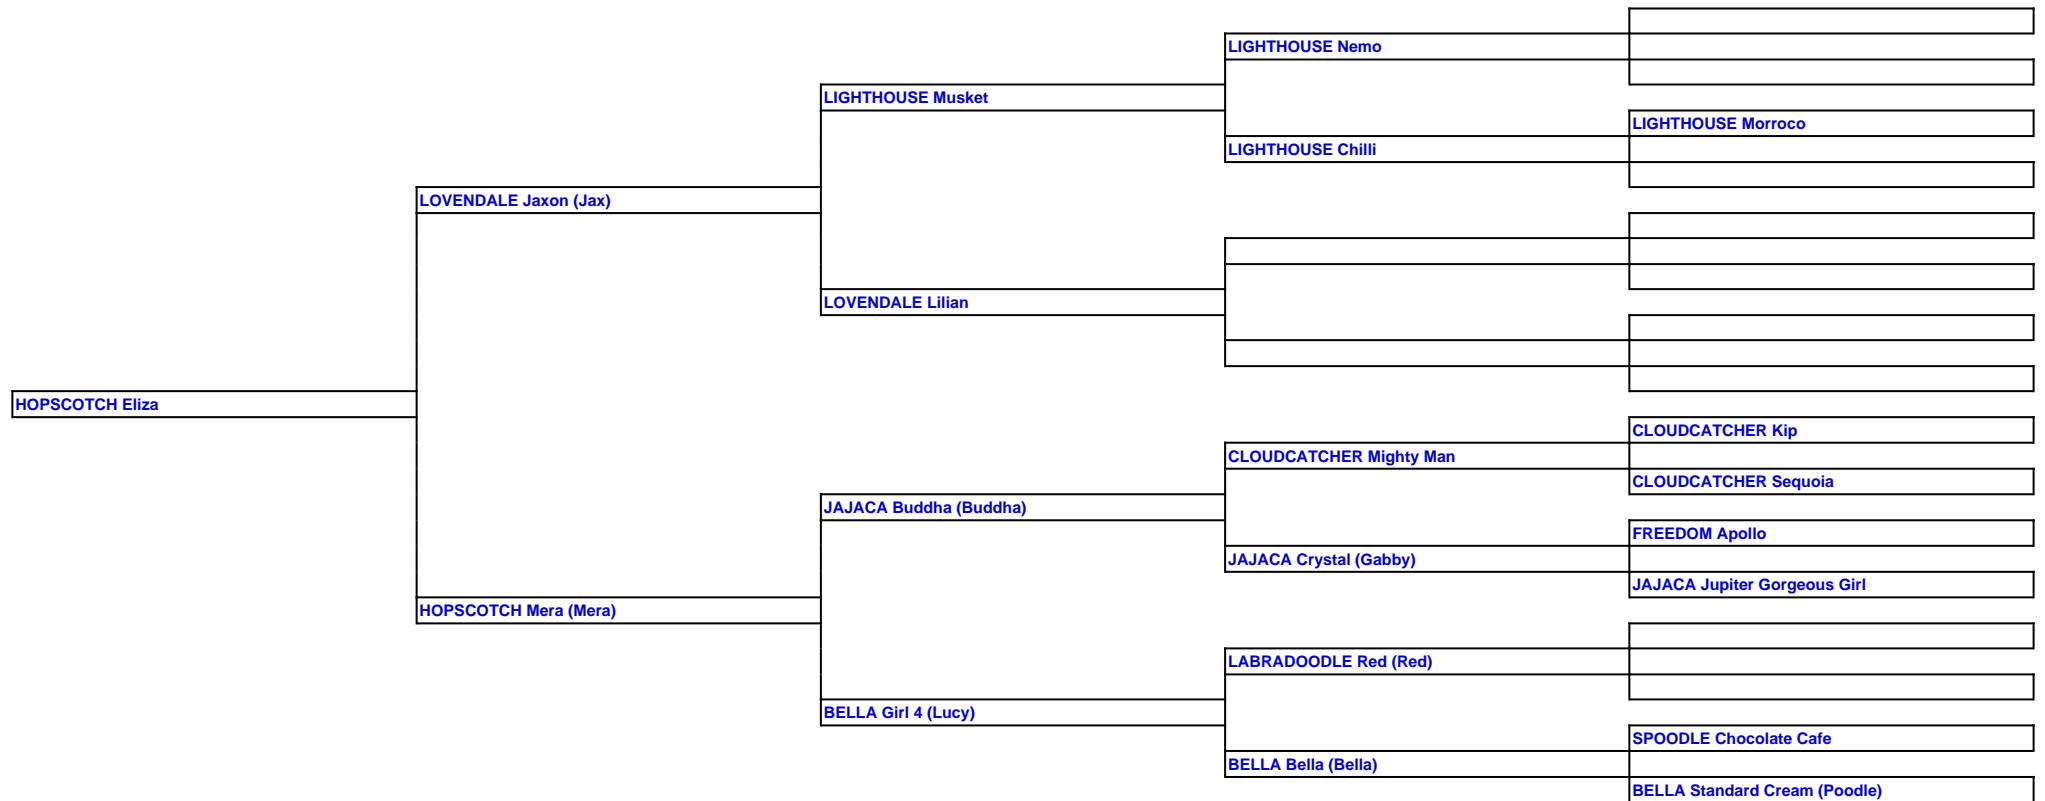 LIGHTHOUSE Nemo
LIGHTHOUSE Musket
LIGHTHOUSE Morroco
LIGHTHOUSE Chilli
LOVENDALE Jaxon (Jax)
LOVENDALE Lilian
HOPSCOTCH Eliza
CLOUDCATCHER Kip
CLOUDCATCHER Mighty Man
CLOUDCATCHER Sequoia
JAJACA Buddha (Buddha)
FREEDOM Apollo
JAJACA Crystal (Gabby)
JAJACA Jupiter Gorgeous Girl
HOPSCOTCH Mera (Mera)
LABRADOODLE Red (Red)
BELLA Girl 4 (Lucy)
SPOODLE Chocolate Cafe
BELLA Bella (Bella)
BELLA Standard Cream (Poodle)